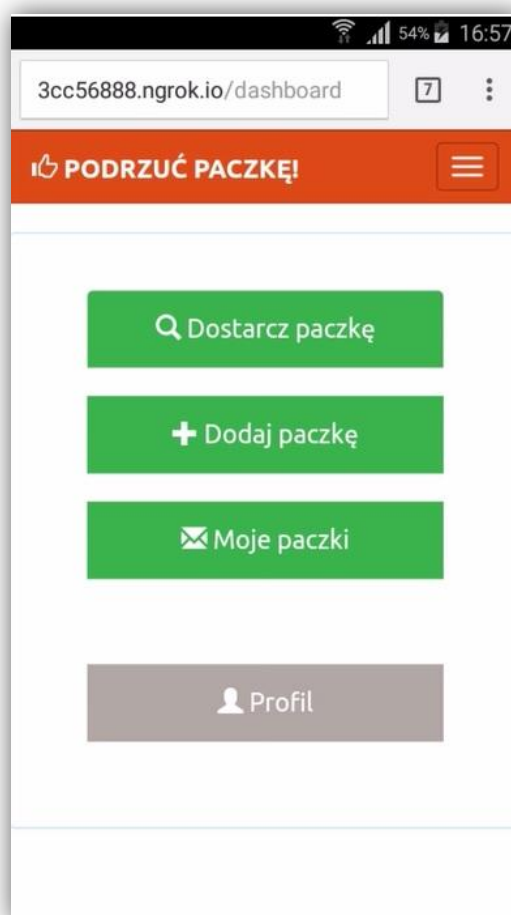 54% 16:57
3cc56888.ngrok.io/dashboard 7
PODRZUĆ PACZKĘ!
Dostarcz paczkę
Dodaj paczkę
Moje paczki
Profil